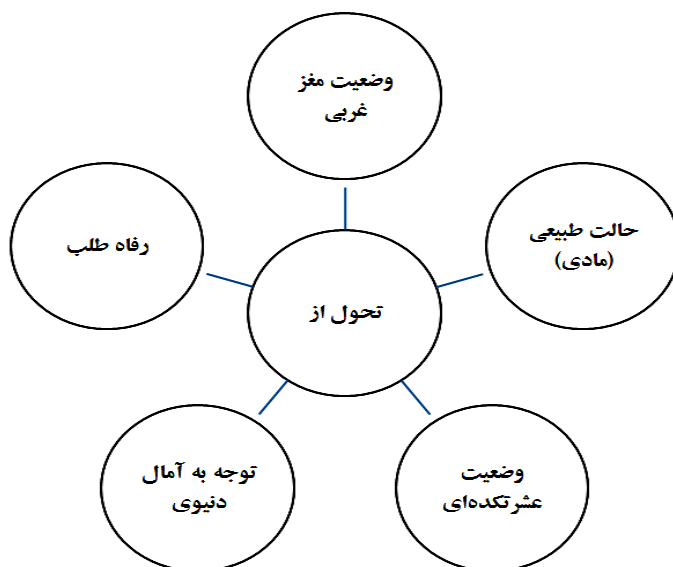 وضعیت مغز
غربی
حالت طبیعی
(مادی)
رفاه طلب
تحول از
وضعیت
عشرتکده‌ای
توجه به آمال
دنیوی